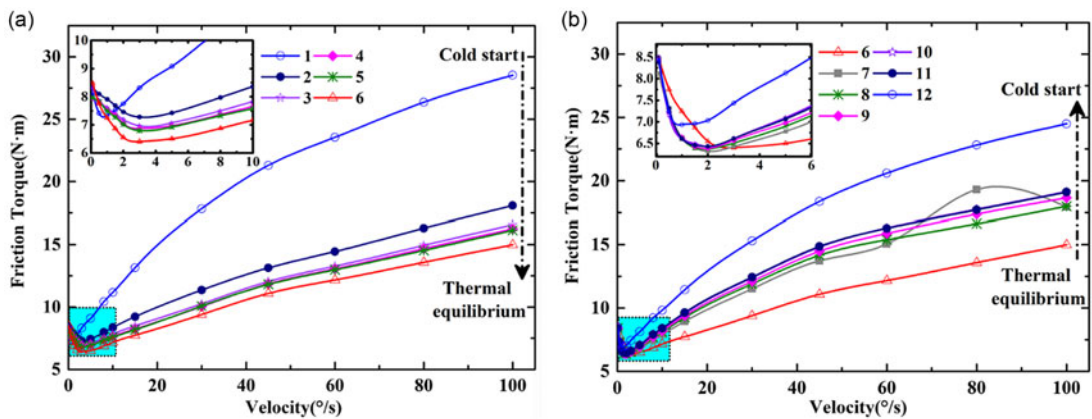 (a)
Friction Torque(N·m)
30
25
20
15
10
5
0 20 40 60 80 100
Velocity(°/s)
10
9
8
7
6
0 2 4 6 8 10
1 4
2 5
3 6
Cold start
Thermal
equilibrium
(b)
Friction Torque(N·m)
30
25
20
15
10
5
0 20 40 60 80 100
Velocity(°/s)
8.5
8.0
7.5
7.0
6.5
0 2 4 6
6 10
7 11
8 12
9
Cold start
Thermal
equilibrium